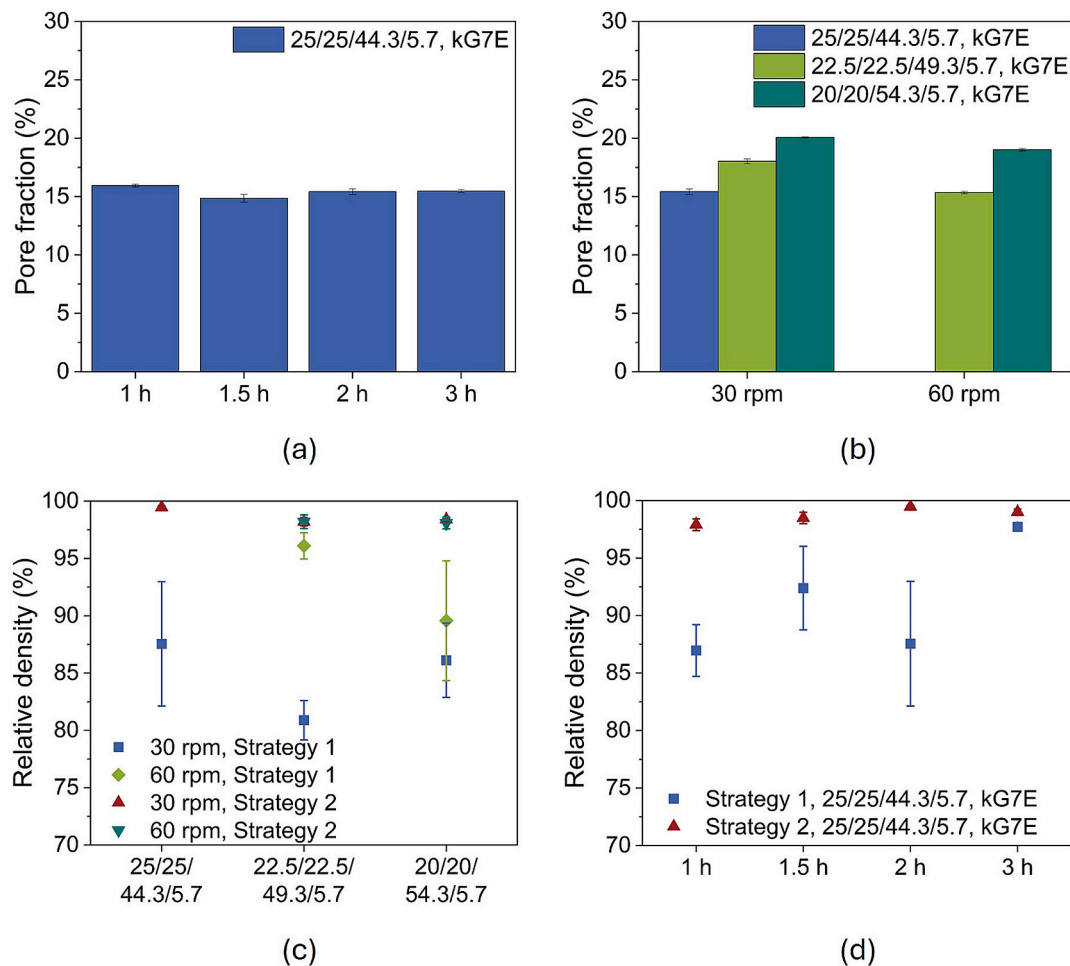 30
25
20
15
10
5
0
Pore fraction (%)
25/25/44.3/5.7, kG7E
1 h
1.5 h
2 h
3 h
(a)
30
25
20
15
10
5
0
Pore fraction (%)
25/25/44.3/5.7, kG7E
22.5/22.5/49.3/5.7, kG7E
20/20/54.3/5.7, kG7E
30 rpm
60 rpm
(b)
100
95
90
85
80
75
70
Relative density (%)
30 rpm, Strategy 1
60 rpm, Strategy 1
30 rpm, Strategy 2
60 rpm, Strategy 2
25/25/
44.3/5.7
22.5/22.5/
49.3/5.7
20/20/
54.3/5.7
(c)
100
95
90
85
80
75
70
Relative density (%)
Strategy 1, 25/25/44.3/5.7, kG7E
Strategy 2, 25/25/44.3/5.7, kG7E
1 h
1.5 h
2 h
3 h
(d)